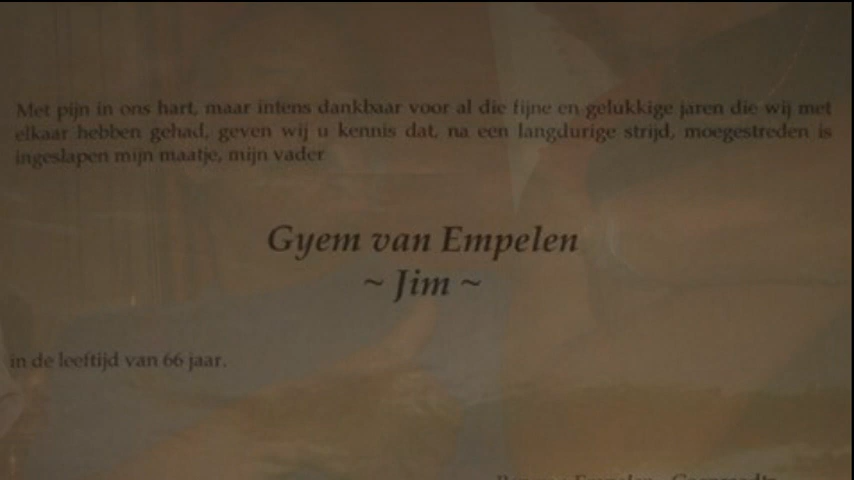 Met pijn in ons hart, maar intens dankbaar voor al die fijne en gelukkige jaren die wij met
elkaar hebben gehad, geven wij u kennis dat, na een langdurige strijd, moegestreden is
ingeslapen mijn maatje, mijn vader
Gyem van Empelen
~ Jim ~
in de leeftijd van 66 jaar.